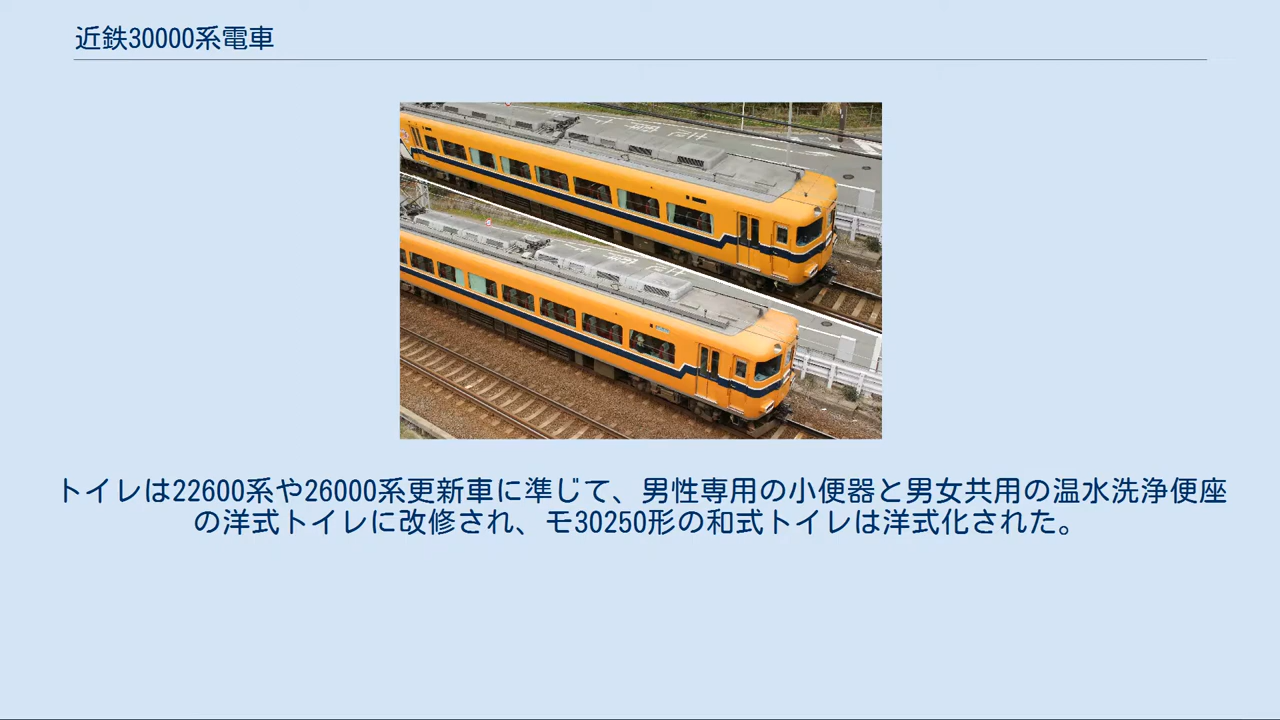 近鉄30000系電車
トイレは22600系や26000系更新車に準じて、男性専用の小便器と男女共用の温水洗浄便座
の洋式トイレに改修され、モ30250形の和式トイレは洋式化された。